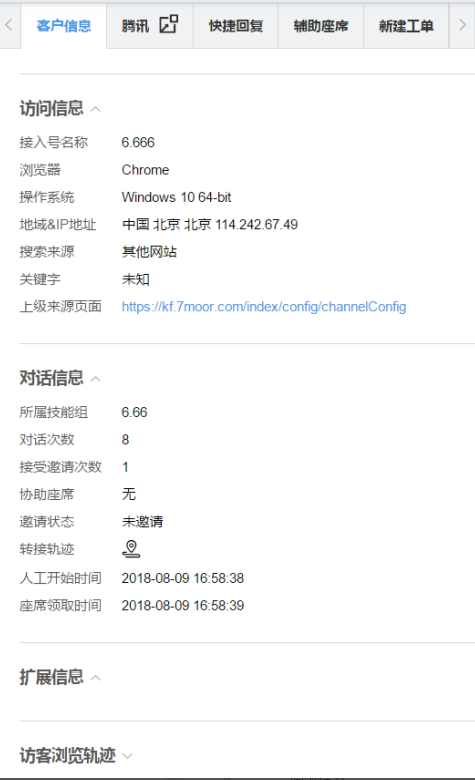 客户信息 腾讯 快捷回复 辅助座席 新建工单
访问信息
接入号名称 6.666
浏览器 Chrome
操作系统 Windows 10 64-bit
地域&IP地址 中国 北京 北京 114.242.67.49
搜索来源 其他网站
关键字 未知
上级来源页面 https://kf.7moor.com/index/config/channelConfig
对话信息
所属技能组 6.66
对话次数 8
接受邀请次数 1
协助座席 无
邀请状态 未邀请
转接轨迹
人工开始时间 2018-08-09 16:58:38
座席领取时间 2018-08-09 16:58:39
扩展信息
访客浏览轨迹